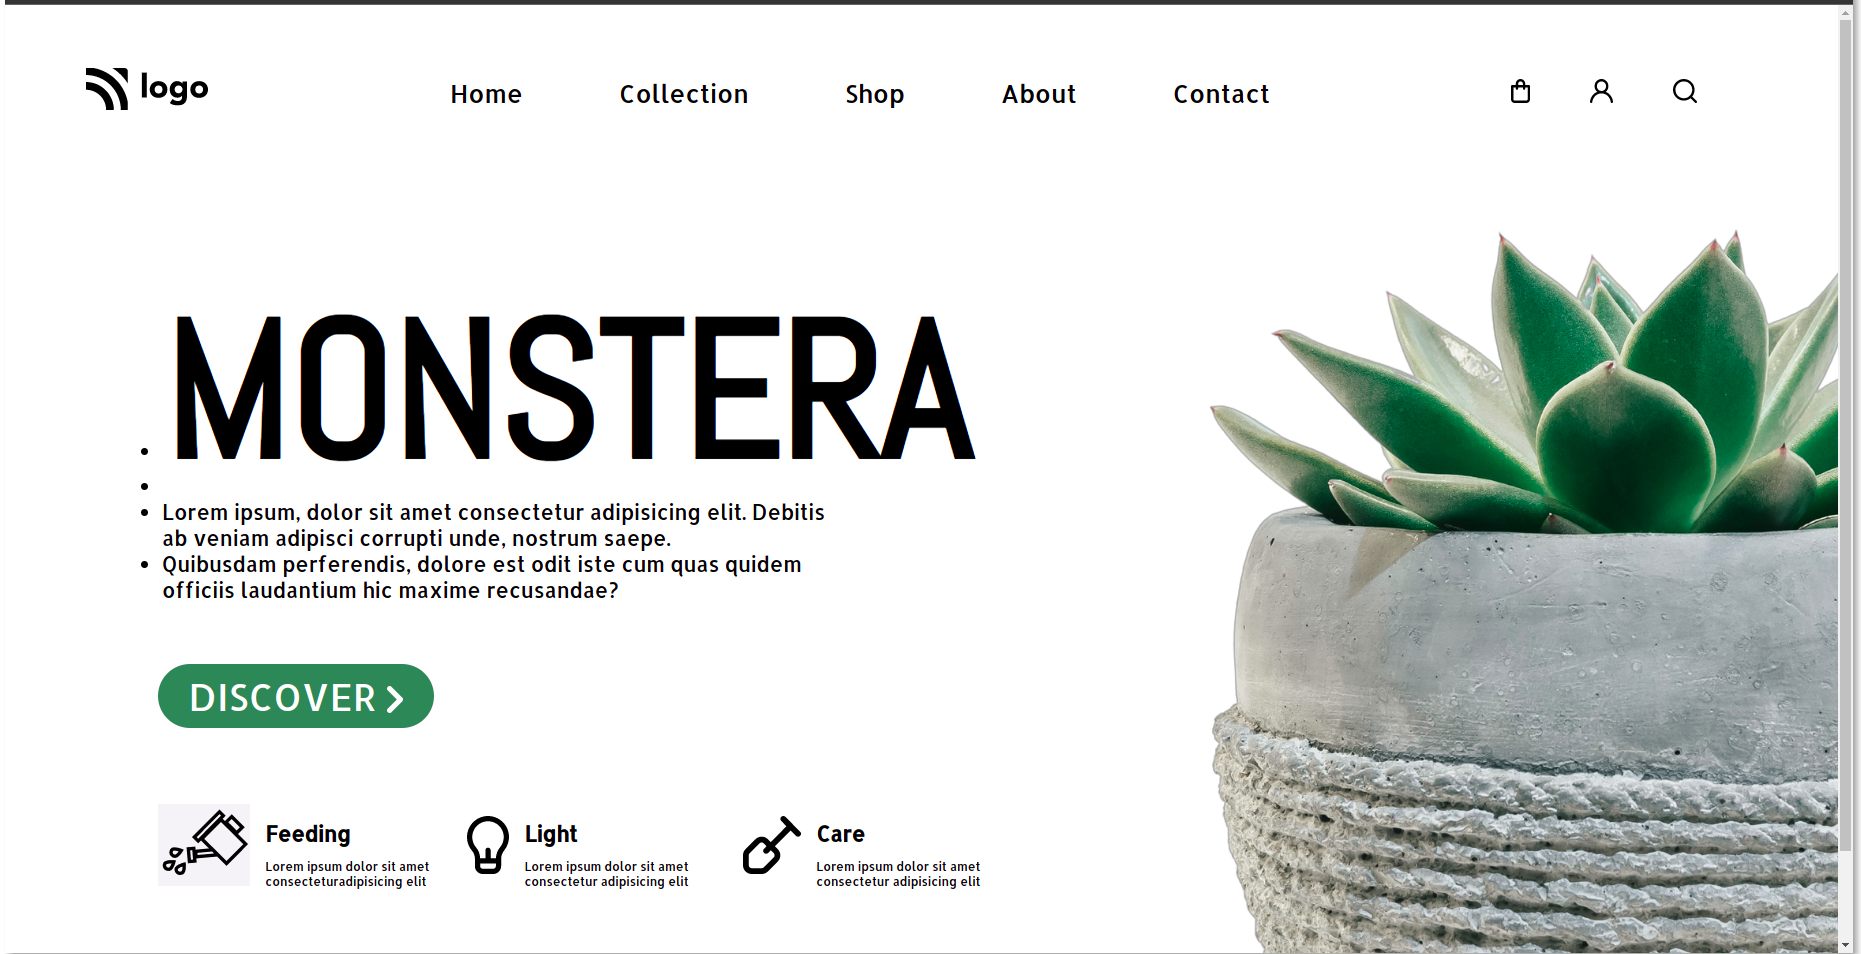 logo
Home
Collection
Shop
About
Contact
MONSTERA
Lorem ipsum, dolor sit amet consectetur adipisicing elit. Debitis
ab veniam adipisci corrupti unde, nostrum saepe.
Quibusdam perferendis, dolore est odit iste cum quas quidem
officiis laudantium hic maxime recusandae?
DISCOVER
Feeding
Lorem ipsum dolor sit amet
consecteturadipisicing elit
Light
Lorem ipsum dolor sit amet
consectetur adipisicing elit
Care
Lorem ipsum dolor sit amet
consectetur adipisicing elit